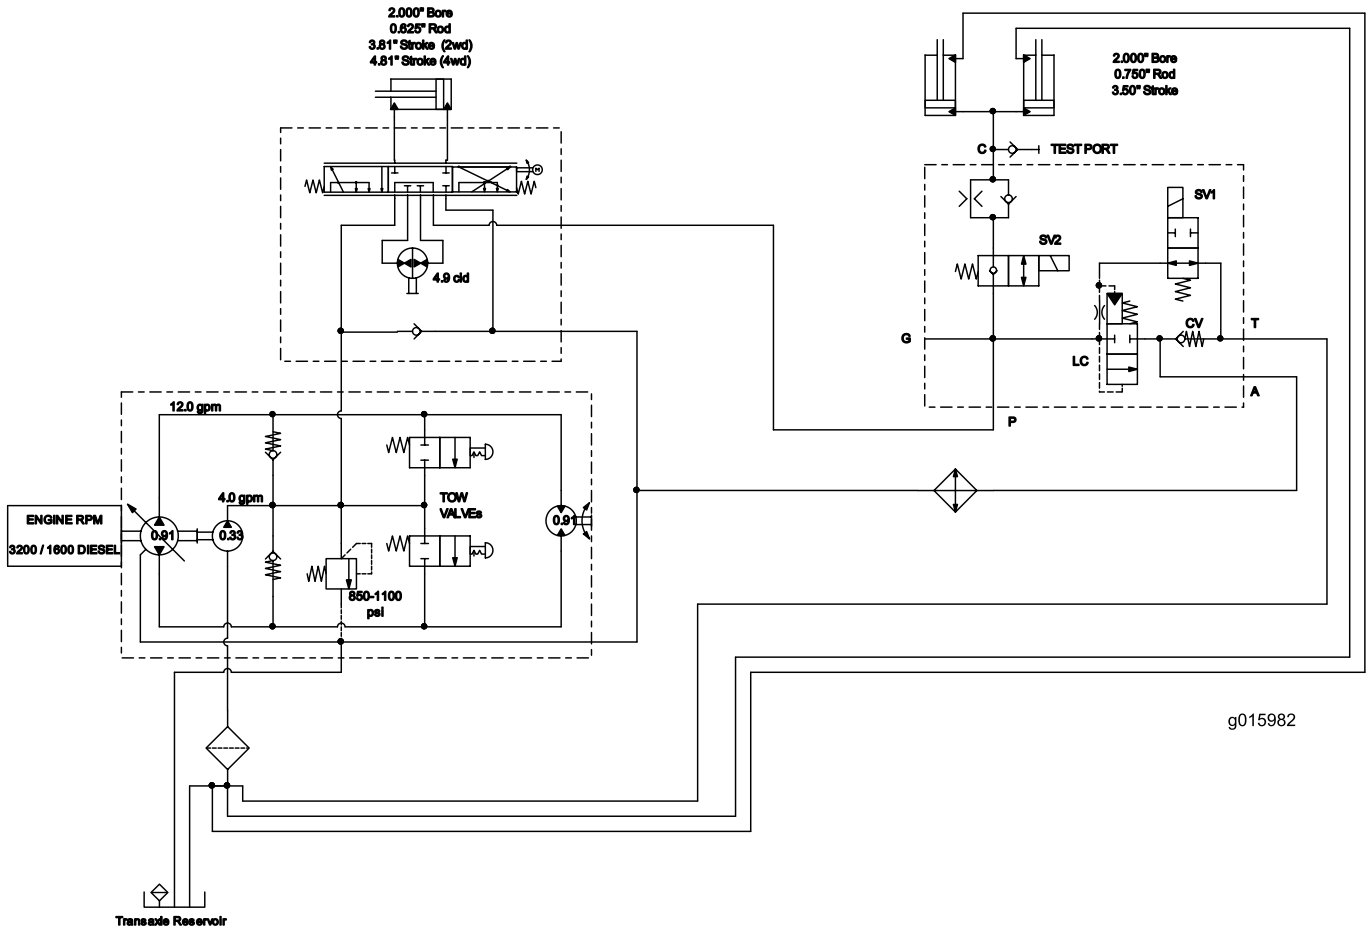 2.000" Bore
0.625" Rod
3.81" Stroke (2wd)
4.81" Stroke (4wd)
2.000" Bore
0.750" Rod
3.50" Stroke
C
TEST PORT
M
SV1
SV2
4.9 cid
CV
T
G
LC
A
P
12.0 gpm
4.0 gpm
TOW
VALVEs
ENGINE RPM
3200 / 1600 DIESEL
0.91
0.33
0.91
850-1100
psi
g015982
Transaxle Reservoir